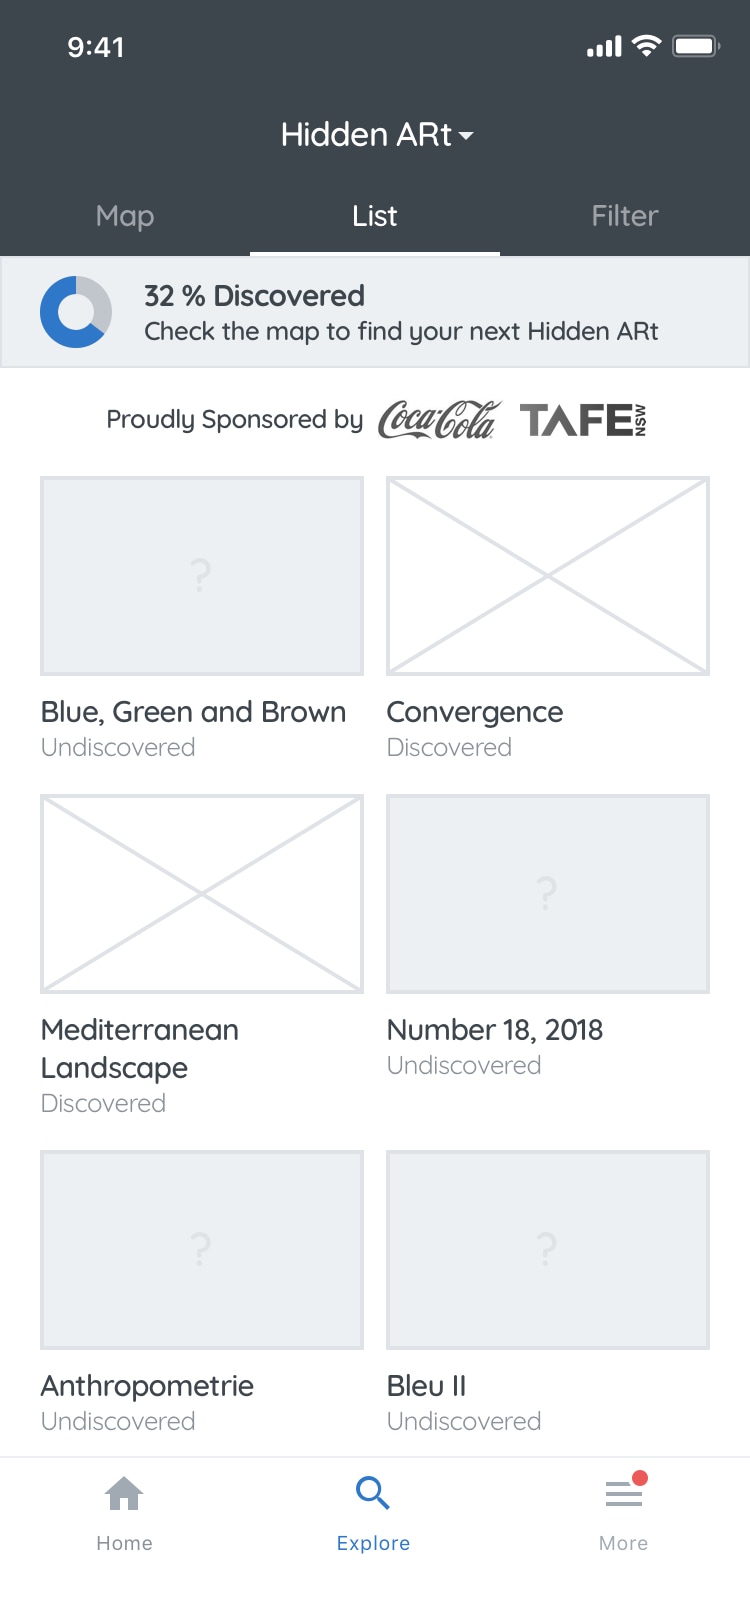 9:41
Hidden ARt
Map List Filter
32 % Discovered
Check the map to find your next Hidden ARt
Proudly Sponsored by Coca-Cola TAFE NSW
?
Blue, Green and Brown
Undiscovered
Convergence
Discovered
Mediterranean
Landscape
Discovered
?
Number 18, 2018
Undiscovered
?
Anthropometrie
Undiscovered
?
Bleu II
Undiscovered
Home Explore More